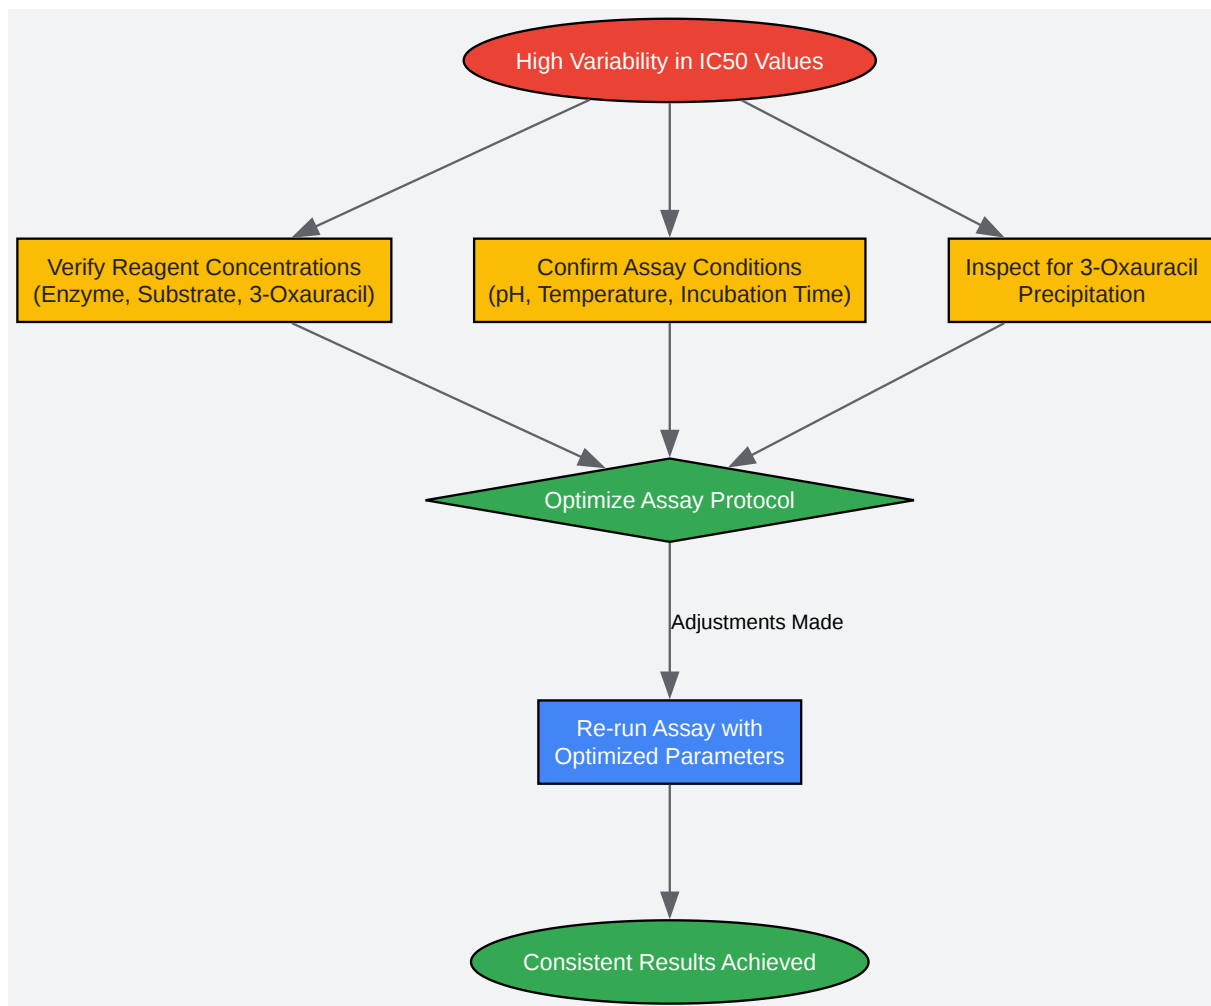 High Variability in IC50 Values
Verify Reagent Concentrations
(Enzyme, Substrate, 3-Oxauracil)
Confirm Assay Conditions
(pH, Temperature, Incubation Time)
Inspect for 3-Oxauracil
Precipitation
Optimize Assay Protocol
Adjustments Made
Re-run Assay with
Optimized Parameters
Consistent Results Achieved